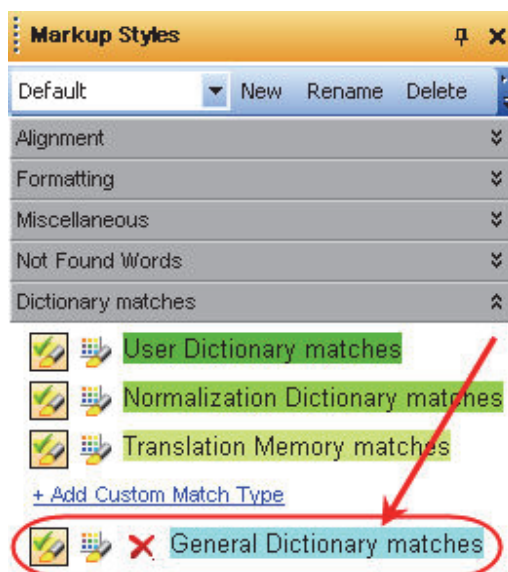 Markup Styles
Default New Rename Delete
Alignment
Formatting
Miscellaneous
Not Found Words
Dictionary matches
User Dictionary matches
Normalization Dictionary matches
Translation Memory matches
+ Add Custom Match Type
General Dictionary matches